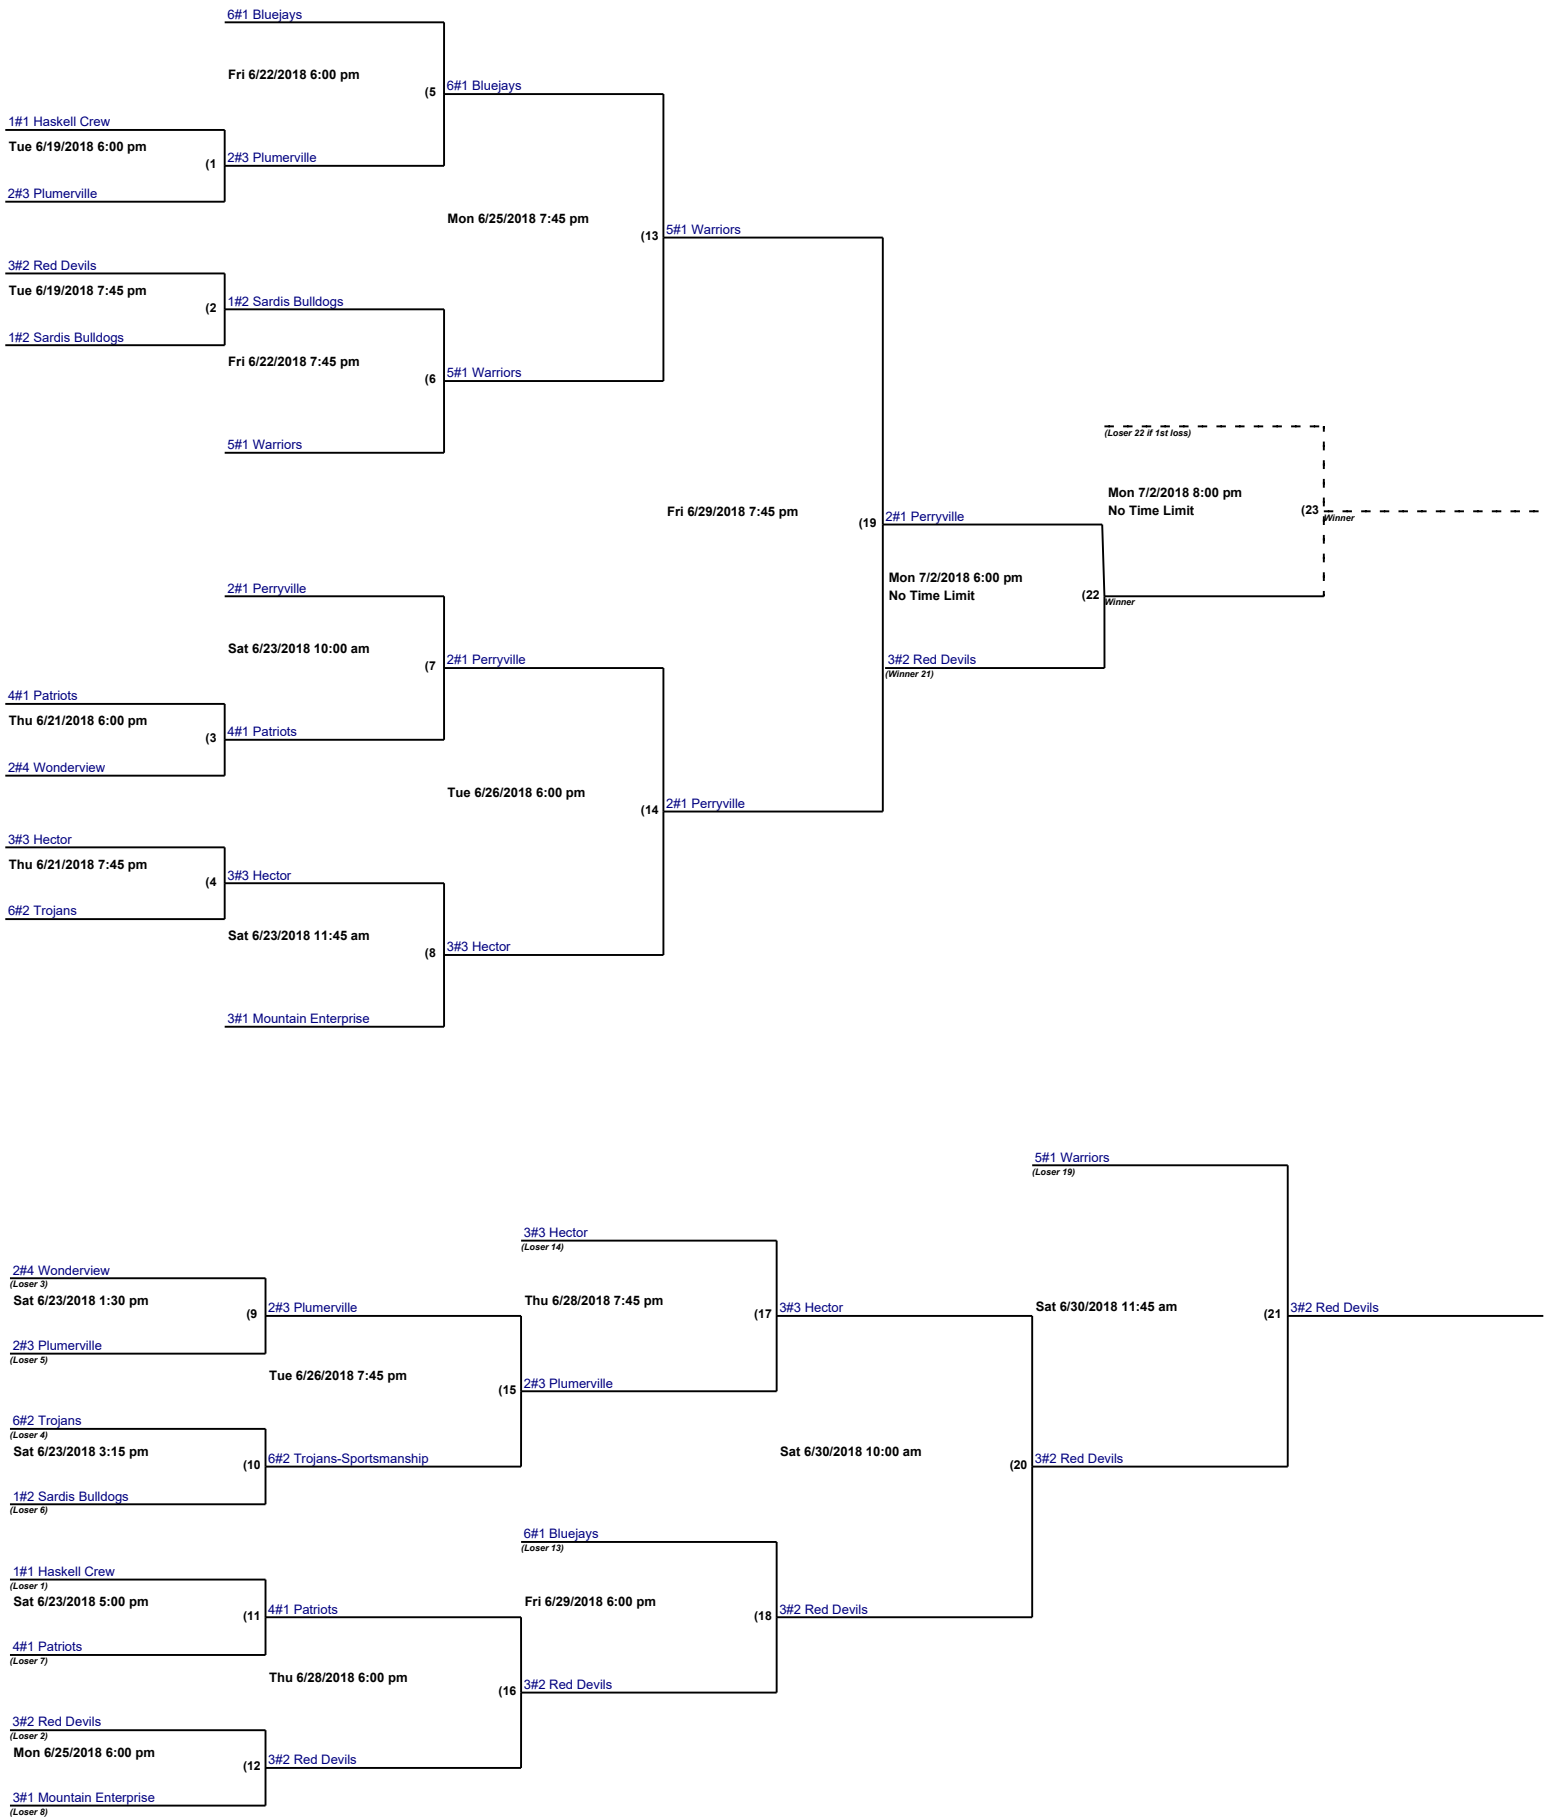 6#1 Bluejays
Fri 6/22/2018 6:00 pm
(5
6#1 Bluejays
1#1 Haskell Crew
Tue 6/19/2018 6:00 pm
(1
2#3 Plumerville
2#3 Plumerville
Mon 6/25/2018 7:45 pm
(13
5#1 Warriors
3#2 Red Devils
Tue 6/19/2018 7:45 pm
(2
1#2 Sardis Bulldogs
1#2 Sardis Bulldogs
Fri 6/22/2018 7:45 pm
(6
5#1 Warriors
5#1 Warriors
(Loser 22 if 1st loss)
Mon 7/2/2018 8:00 pm
No Time Limit
(23
Winner
Fri 6/29/2018 7:45 pm
(19
2#1 Perryville
Mon 7/2/2018 6:00 pm
No Time Limit
(22
Winner
2#1 Perryville
Sat 6/23/2018 10:00 am
(7
2#1 Perryville
3#2 Red Devils
(Winner 21)
4#1 Patriots
Thu 6/21/2018 6:00 pm
(3
4#1 Patriots
2#4 Wonderview
Tue 6/26/2018 6:00 pm
(14
2#1 Perryville
3#3 Hector
Thu 6/21/2018 7:45 pm
(4
3#3 Hector
6#2 Trojans
Sat 6/23/2018 11:45 am
(8
3#3 Hector
3#1 Mountain Enterprise
5#1 Warriors
(Loser 19)
3#3 Hector
(Loser 14)
2#4 Wonderview
(Loser 3)
Sat 6/23/2018 1:30 pm
(9
2#3 Plumerville
Thu 6/28/2018 7:45 pm
(17
3#3 Hector
Sat 6/30/2018 11:45 am
(21
3#2 Red Devils
2#3 Plumerville
(Loser 5)
Tue 6/26/2018 7:45 pm
(15
2#3 Plumerville
6#2 Trojans
(Loser 4)
Sat 6/23/2018 3:15 pm
(10
6#2 Trojans-Sportsmanship
Sat 6/30/2018 10:00 am
(20
3#2 Red Devils
1#2 Sardis Bulldogs
(Loser 6)
6#1 Bluejays
(Loser 13)
1#1 Haskell Crew
(Loser 1)
Sat 6/23/2018 5:00 pm
(11
4#1 Patriots
Fri 6/29/2018 6:00 pm
(18
3#2 Red Devils
4#1 Patriots
(Loser 7)
Thu 6/28/2018 6:00 pm
(16
3#2 Red Devils
3#2 Red Devils
(Loser 2)
Mon 6/25/2018 6:00 pm
(12
3#2 Red Devils
3#1 Mountain Enterprise
(Loser 8)